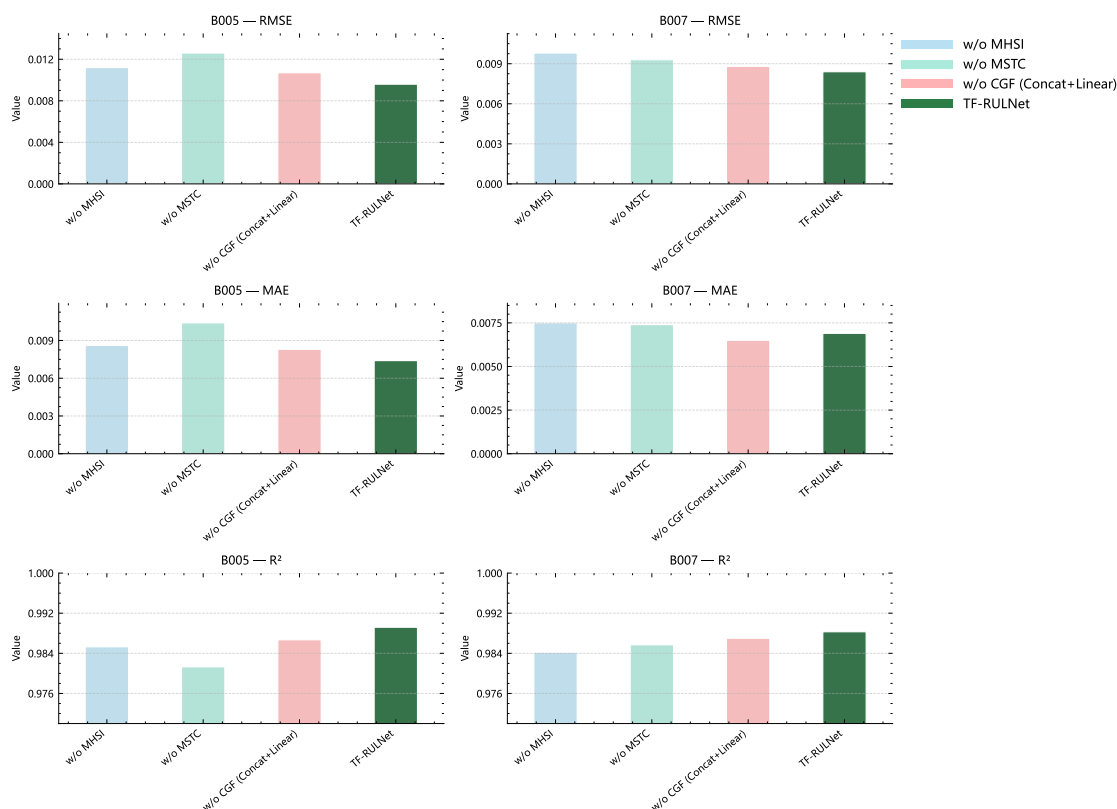 B005 — RMSE
Value
0.012
0.008
0.004
0.000
w/o MHSI
w/o MSTC
w/o CGF (Concat+Linear)
TF-RULNet
B007 — RMSE
Value
0.009
0.006
0.003
0.000
w/o MHSI
w/o MSTC
w/o CGF (Concat+Linear)
TF-RULNet
w/o MHSI
w/o MSTC
w/o CGF (Concat+Linear)
TF-RULNet
B005 — MAE
Value
0.009
0.006
0.003
0.000
w/o MHSI
w/o MSTC
w/o CGF (Concat+Linear)
TF-RULNet
B007 — MAE
Value
0.0075
0.0050
0.0025
0.0000
w/o MHSI
w/o MSTC
w/o CGF (Concat+Linear)
TF-RULNet
B005 — R²
Value
1.000
0.992
0.984
0.976
w/o MHSI
w/o MSTC
w/o CGF (Concat+Linear)
TF-RULNet
B007 — R²
Value
1.000
0.992
0.984
0.976
w/o MHSI
w/o MSTC
w/o CGF (Concat+Linear)
TF-RULNet